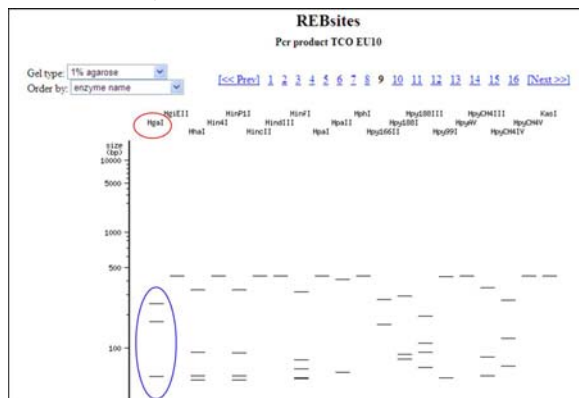 REBsites
Pcr product TCO EU10
Gel type: 1% agarose
Order by: enzyme name
[<< Prev] 1 2 3 4 5 6 7 8 9 10 11 12 13 14 15 16 [Next >>]
HgiEII HinP1I HinfI MphI Hpy188III HpyCH4III KasI
HgaI Hin4I HindIII HpaII Hpy188I HpyAV HpyCH4V
HhaI HincII HpaI Hpy166II Hpy99I HpyCH4IV
size
(bp)
10000
5000
1000
500
100